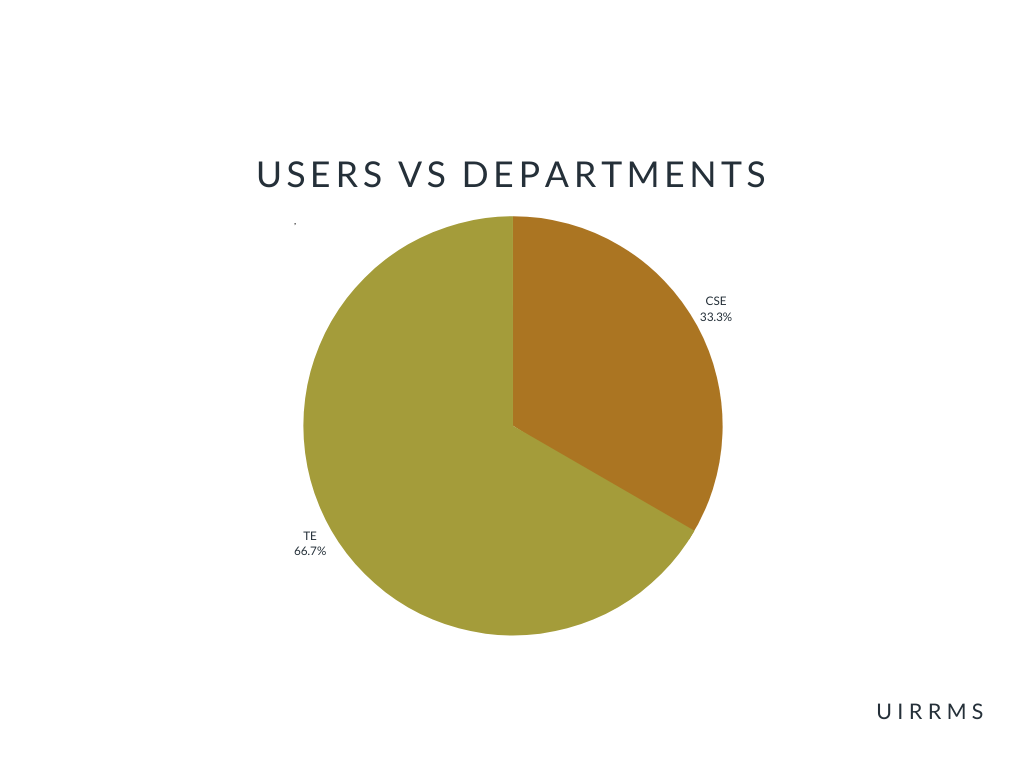 USERS VS DEPARTMENTS
CSE
33.3%
TE
66.7%
UIRRMS